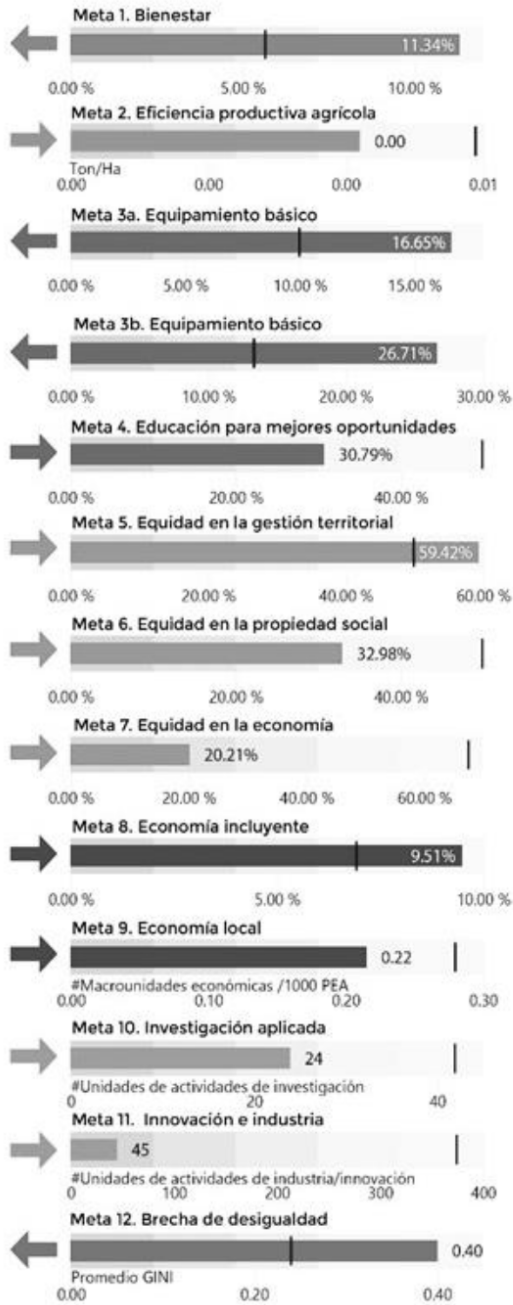 Meta 1. Bienestar
11.34%
0.00 % 5.00 % 10.00 %
Meta 2. Eficiencia productiva agrícola
0.00
Ton/Ha
0.00 0.00 0.00 0.01
Meta 3a. Equipamiento básico
16.65%
0.00 % 5.00 % 10.00 % 15.00 %
Meta 3b. Equipamiento básico
26.71%
0.00 % 10.00 % 20.00 % 30.00 %
Meta 4. Educación para mejores oportunidades
30.79%
0.00 % 20.00 % 40.00 %
Meta 5. Equidad en la gestión territorial
59.42%
0.00 % 20.00 % 40.00 % 60.00 %
Meta 6. Equidad en la propiedad social
32.98%
0.00 % 20.00 % 40.00 %
Meta 7. Equidad en la economía
20.21%
0.00 % 20.00 % 40.00 % 60.00 %
Meta 8. Economía incluyente
9.51%
0.00 % 5.00 % 10.00 %
Meta 9. Economía local
0.22
#Macrounidades económicas /1000 PEA
0.00 0.10 0.20 0.30
Meta 10. Investigación aplicada
24
#Unidades de actividades de investigación
0 20 40
Meta 11. Innovación e industria
45
#Unidades de actividades de industria/innovación
0 100 200 300 400
Meta 12. Brecha de desigualdad
0.40
Promedio GINI
0.00 0.20 0.40